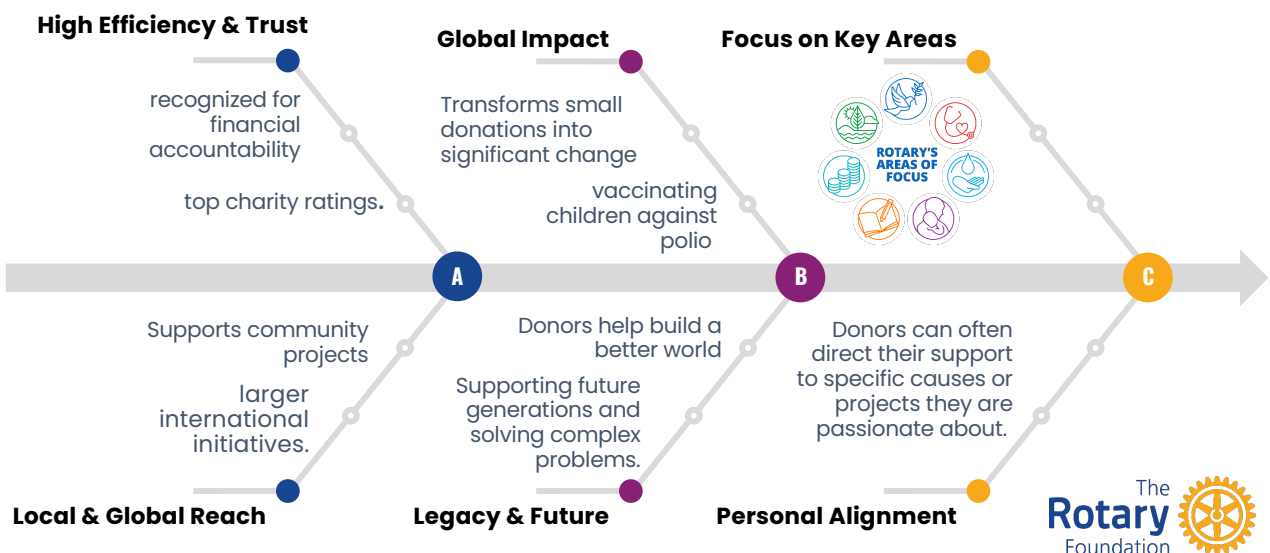 High Efficiency & Trust
recognized for
financial
accountability
top charity ratings.
Global Impact
Transforms small
donations into
significant change
vaccinating
children against
polio
Focus on Key Areas
ROTARY'S
AREAS OF
FOCUS
A
B
C
Supports community
projects
larger
international
initiatives.
Local & Global Reach
Donors help build a
better world
Supporting future
generations and
solving complex
problems.
Legacy & Future
Donors can often
direct their support
to specific causes or
projects they are
passionate about.
Personal Alignment
The
Rotary
Foundation